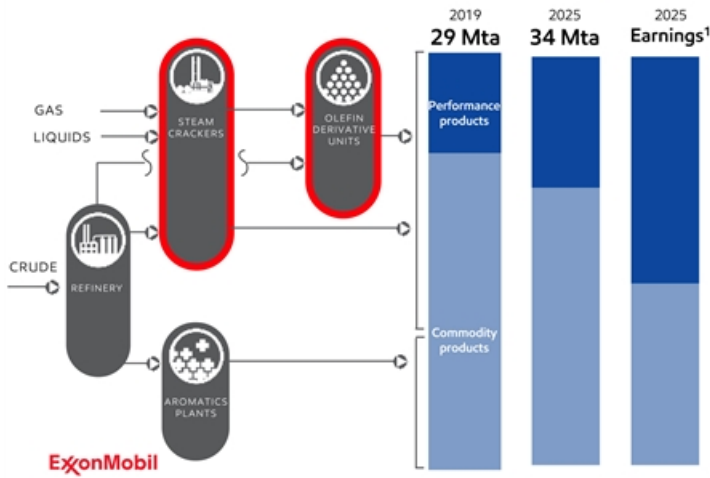 2019
29 Mta
2025
34 Mta
2025
Earnings¹
GAS
LIQUIDS
STEAM
CRACKERS
OLEFIN
DERIVATIVE
UNITS
Performance
products
CRUDE
REFINERY
Commodity
products
AROMATICS
PLANTS
ExxonMobil